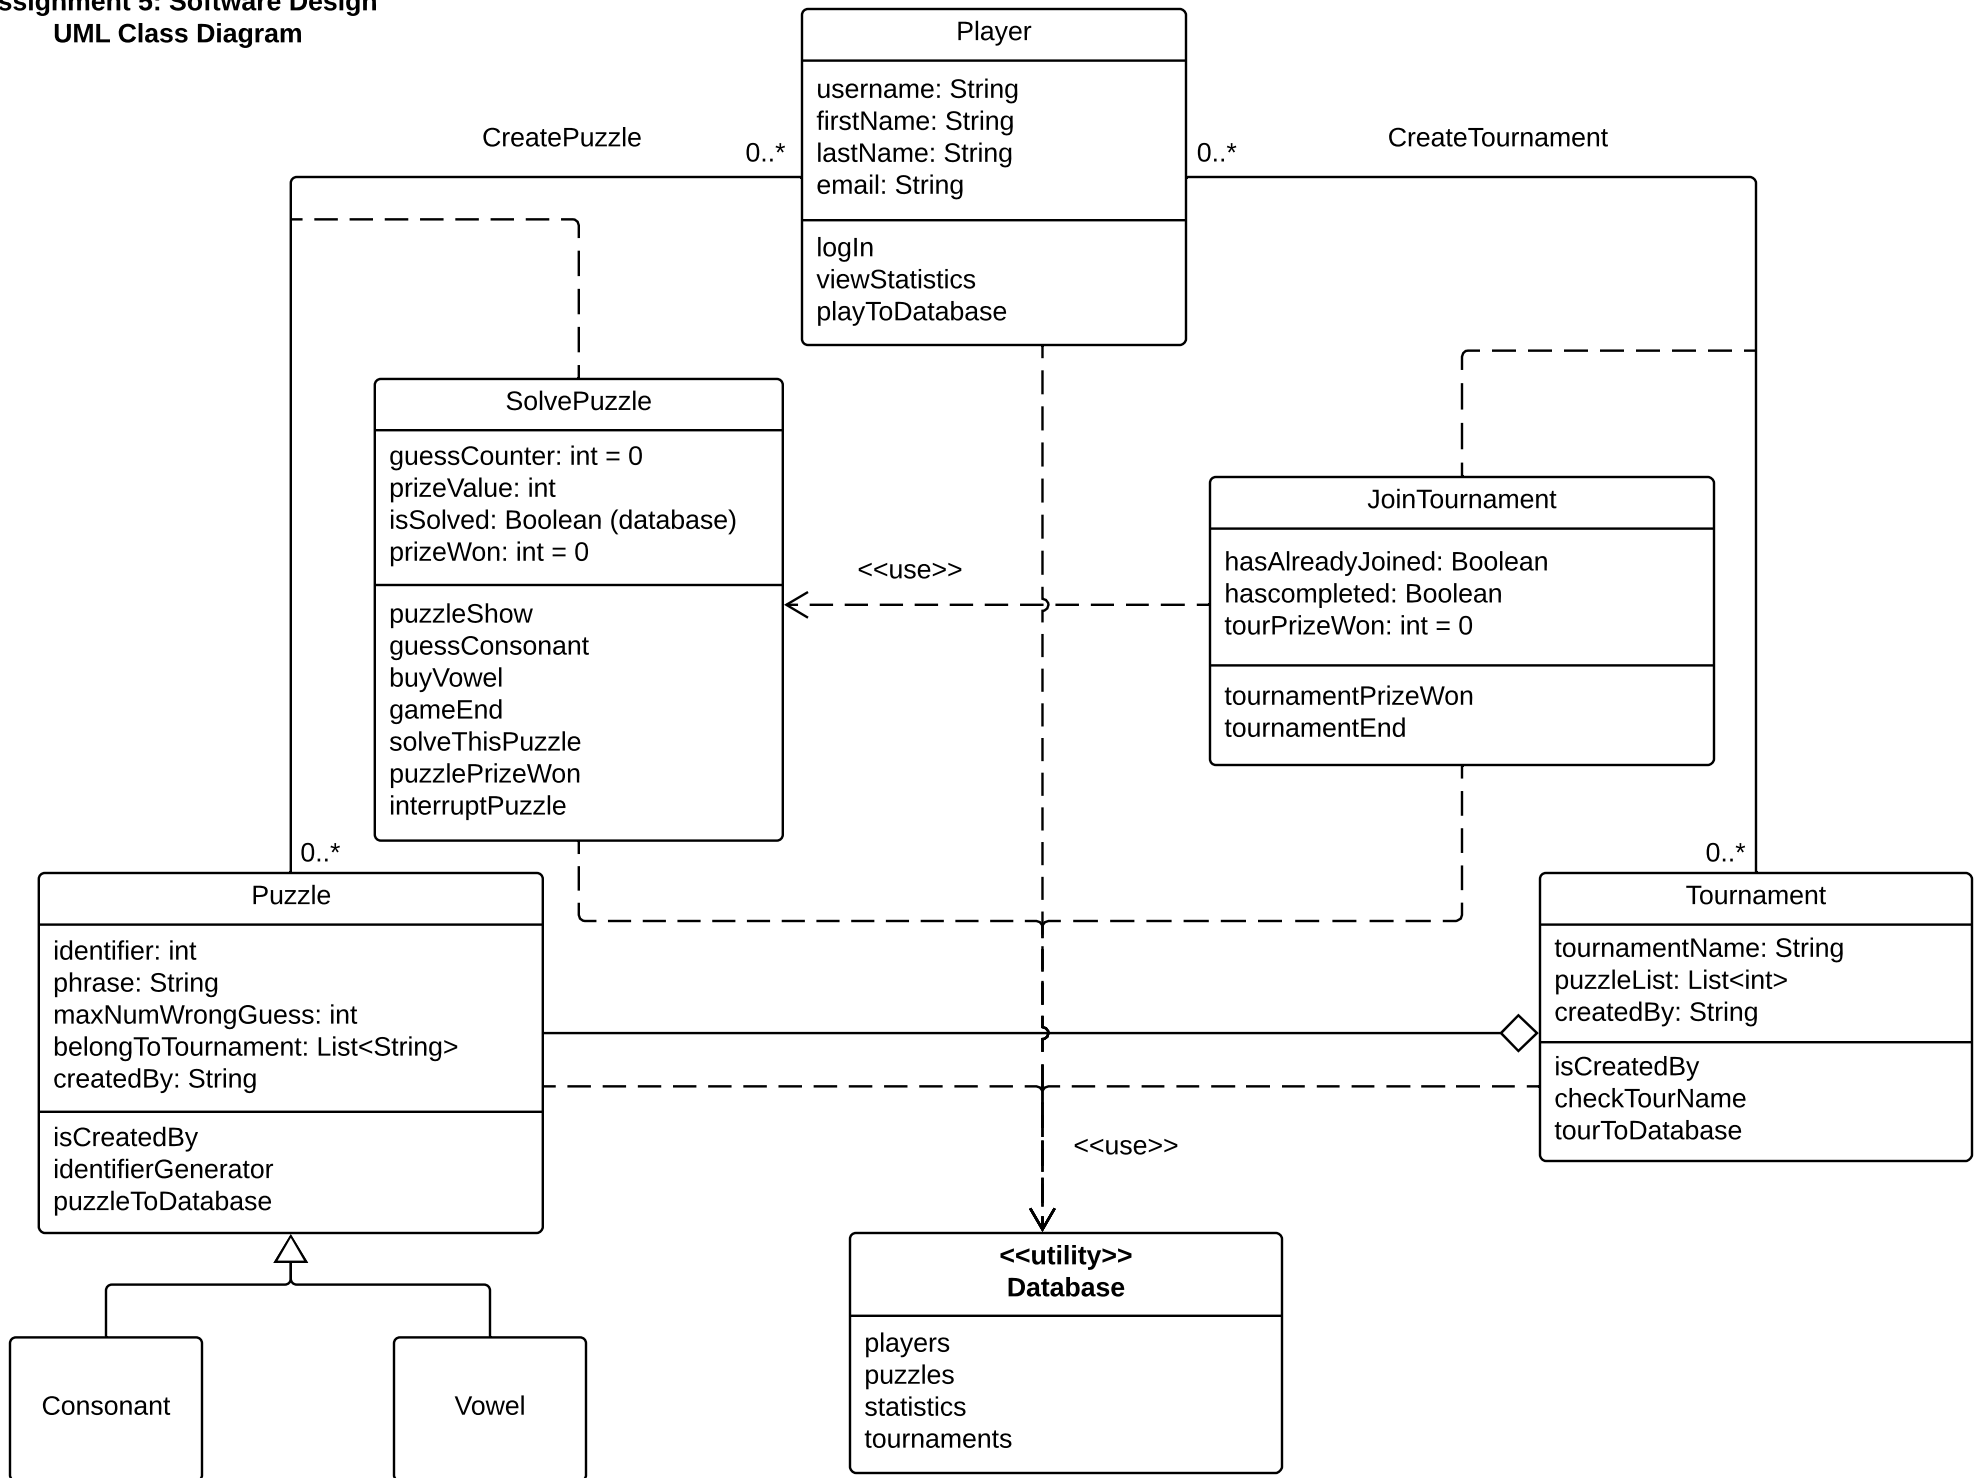 ssignment 5: Software Design
UML Class Diagram
Player
username: String
firstName: String
lastName: String
email: String
logIn
viewStatistics
playToDatabase
CreatePuzzle
0..*
0..*
CreateTournament
SolvePuzzle
guessCounter: int = 0
prizeValue: int
isSolved: Boolean (database)
prizeWon: int = 0
puzzleShow
guessConsonant
buyVowel
gameEnd
solveThisPuzzle
puzzlePrizeWon
interruptPuzzle
<<use>>
JoinTournament
hasAlreadyJoined: Boolean
hascompleted: Boolean
tourPrizeWon: int = 0
tournamentPrizeWon
tournamentEnd
0..*
0..*
Puzzle
identifier: int
phrase: String
maxNumWrongGuess: int
belongToTournament: List<String>
createdBy: String
isCreatedBy
identifierGenerator
puzzleToDatabase
Tournament
tournamentName: String
puzzleList: List<int>
createdBy: String
isCreatedBy
checkTourName
tourToDatabase
<<use>>
<<utility>>
Database
players
puzzles
statistics
tournaments
Consonant
Vowel